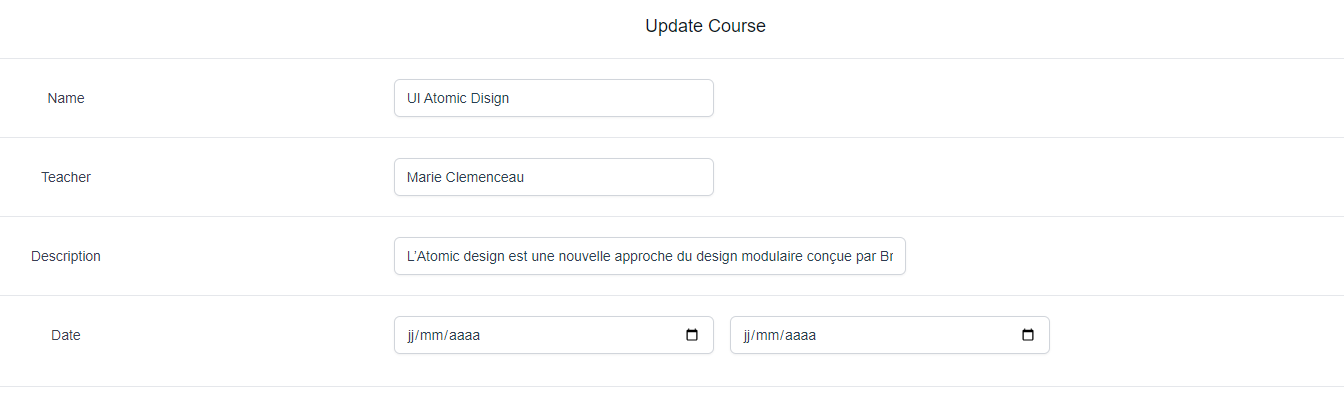 Update Course
Name
UI Atomic Disign
Teacher
Marie Clemenceau
Description
L'Atomic design est une nouvelle approche du design modulaire conçue par Br
Date
jj/mm/aaaa
jj/mm/aaaa